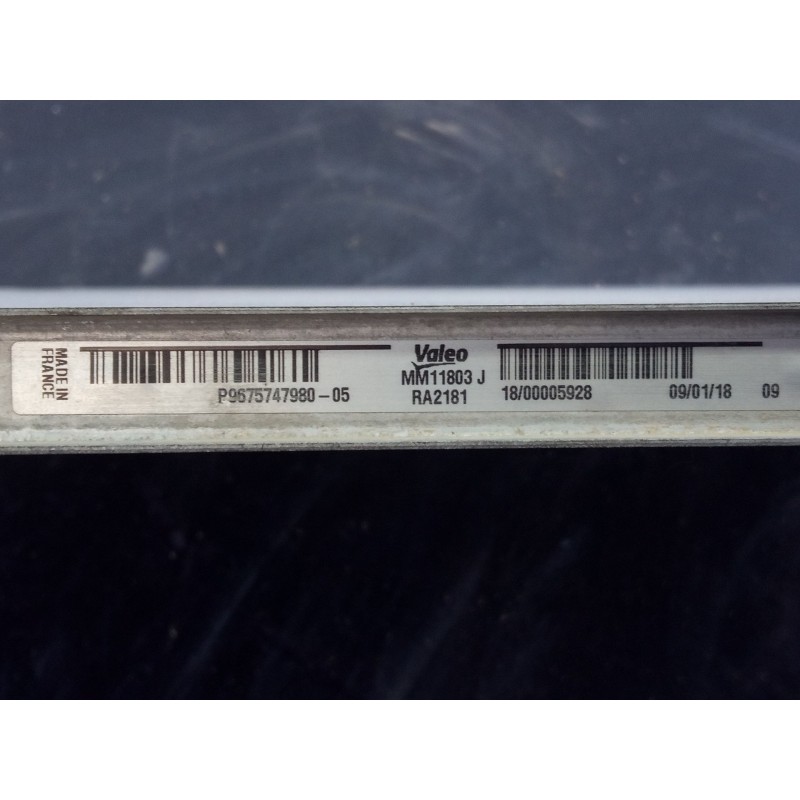 MADE IN
FRANCE
P9675747980-05
Valeo
MM11803 J
RA2181
18/00005928
09/01/18
09